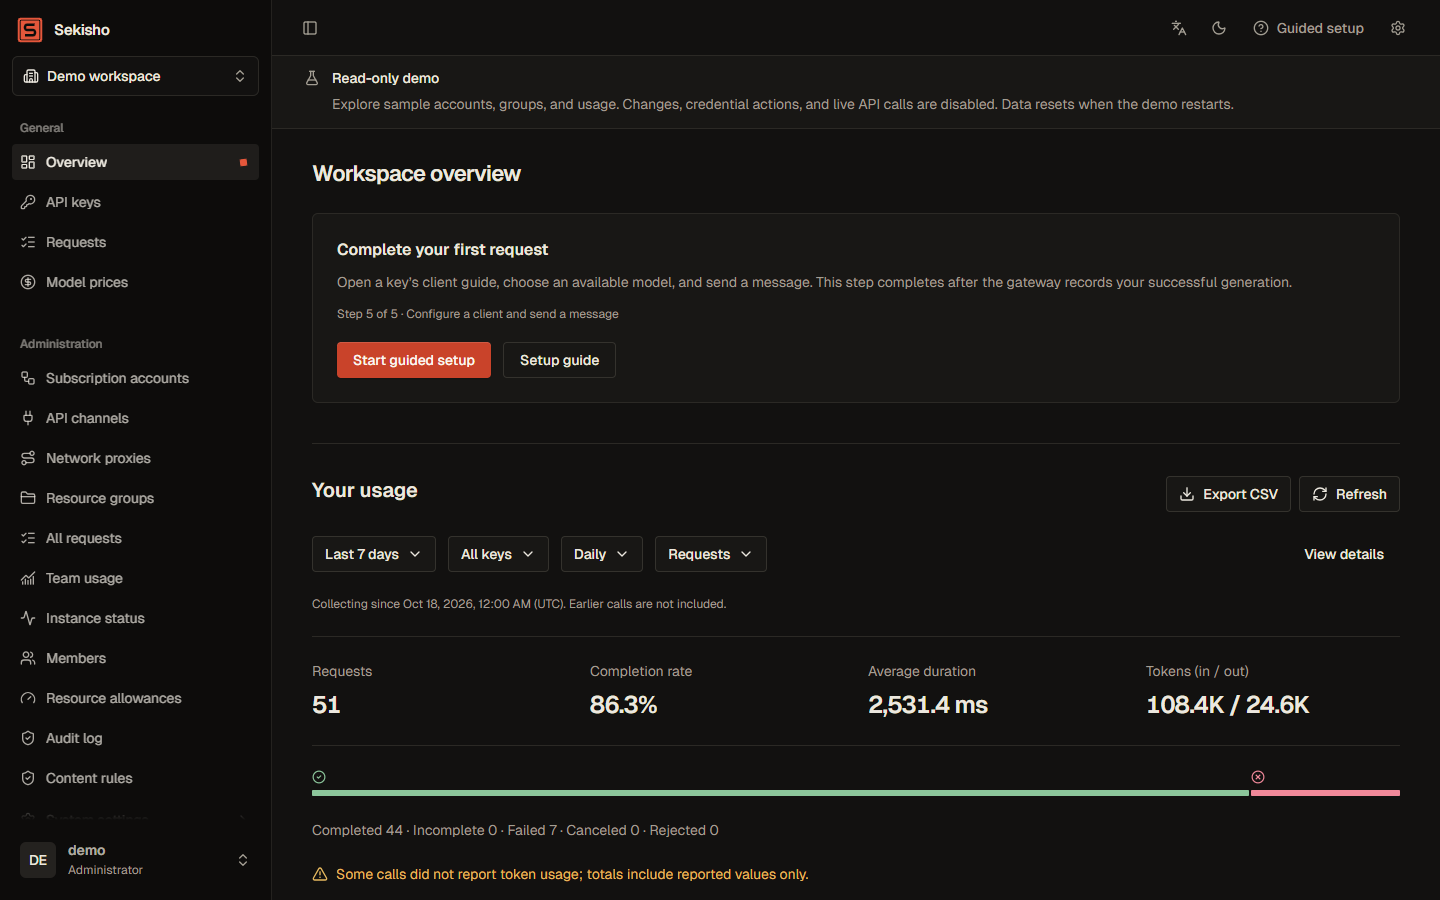 Sekisho
Demo workspace
General
Overview
API keys
Requests
Model prices
Administration
Subscription accounts
API channels
Network proxies
Resource groups
All requests
Team usage
Instance status
Members
Resource allowances
Audit log
Content rules
DE
demo
Administrator
Guided setup
Read-only demo
Explore sample accounts, groups, and usage. Changes, credential actions, and live API calls are disabled. Data resets when the demo restarts.
Workspace overview
Complete your first request
Open a key's client guide, choose an available model, and send a message. This step completes after the gateway records your successful generation.
Step 5 of 5 · Configure a client and send a message
Start guided setup
Setup guide
Your usage
Export CSV
Refresh
Last 7 days
All keys
Daily
Requests
View details
Collecting since Oct 18, 2026, 12:00 AM (UTC). Earlier calls are not included.
Requests
51
Completion rate
86.3%
Average duration
2,531.4 ms
Tokens (in / out)
108.4K / 24.6K
Completed 44 · Incomplete 0 · Failed 7 · Canceled 0 · Rejected 0
Some calls did not report token usage; totals include reported values only.